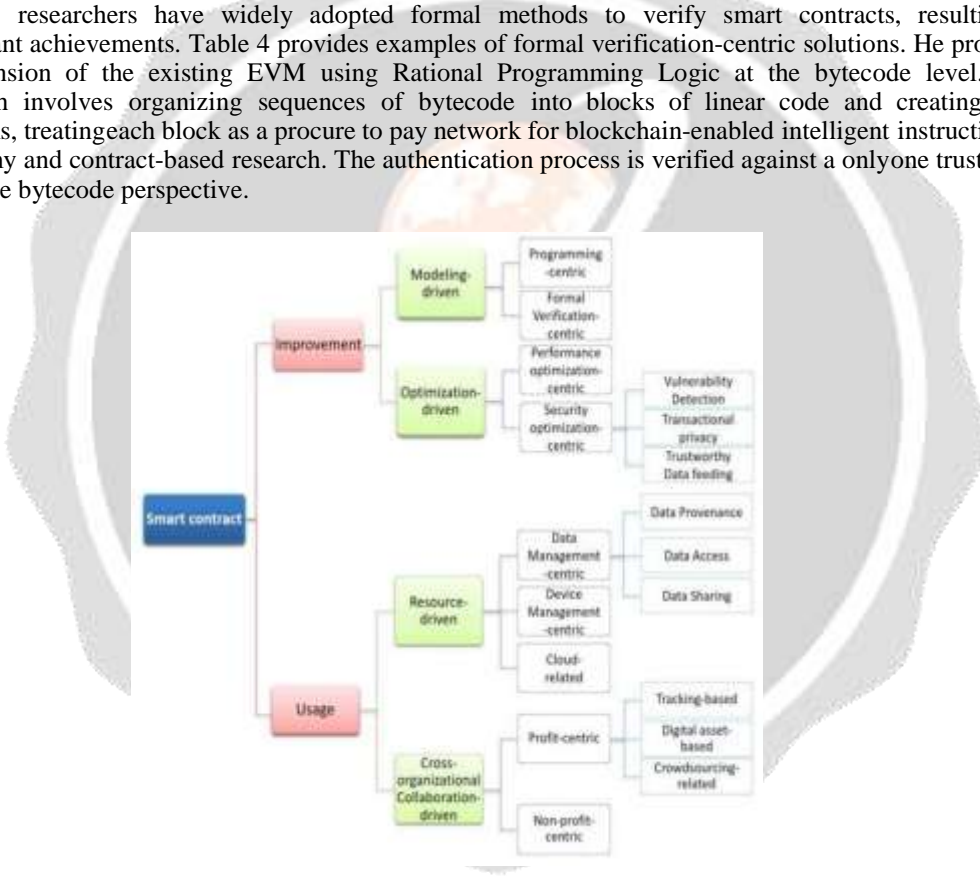 researchers have widely adopted formal methods to verify smart contracts, resulti
nt achievements. Table 4 provides examples of formal verification-centric solutions. He pro
nsion of the existing EVM using Rational Programming Logic at the bytecode level.
n involves organizing sequences of bytecode into blocks of linear code and creating
s, treatingeach block as a procure to pay network for blockchain-enabled intelligent instructi
ny and contract-based research. The authentication process is verified against a onlyone trust
e bytecode perspective.
Programming
-centric
Modeling-
driven
Formal
Verification-
centric
Improvement
Performance
optimization-
centric
Optimization-
driven
Security
optimization-
centric
Vulnerability
Detection
Transactional
privacy
Trustworthy
Data feeding
Smart contract
Data
Management
-centric
Data Provenance
Data Access
Data Sharing
Resource-
driven
Device
Management
-centric
Cloud-
related
Usage
Profit-centric
Tracking-based
Digital asset-
based
Crowdsourcing-
related
Cross-
organizational
Collaboration-
driven
Non-profit-
centric